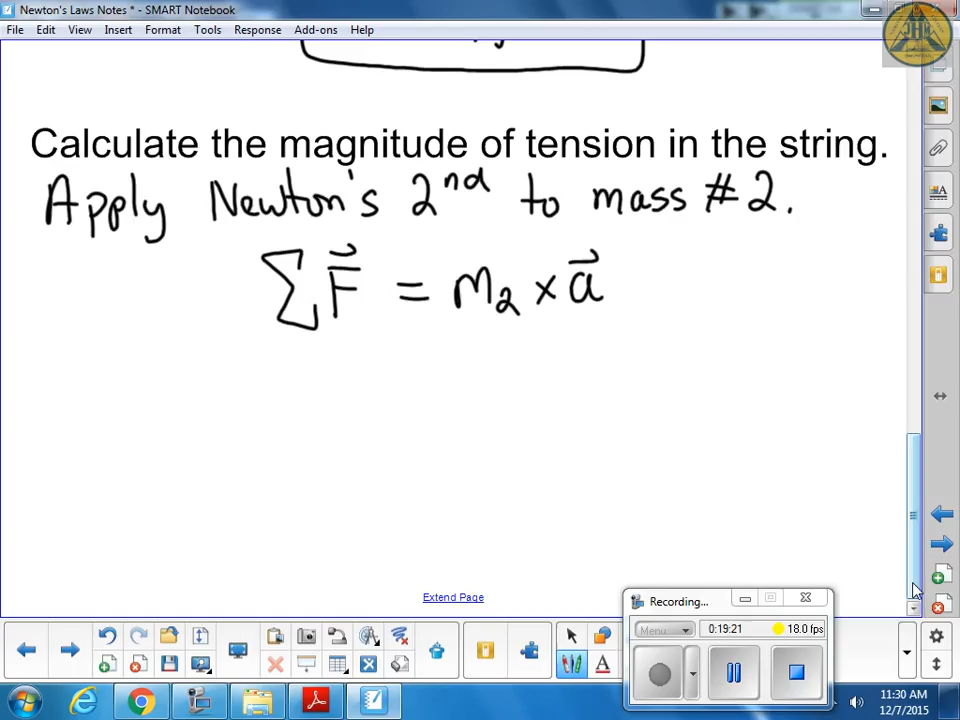 Newton's Laws Notes * - SMART Notebook
File Edit View Insert Format Tools Response Add-ons Help
Calculate the magnitude of tension in the string.
Apply Newton's 2nd to mass #2.
∑F⃗ = m₂ × a⃗
Extend Page
Recording...
Menu
0:19:21
18.0 fps
11:30 AM
12/7/2015